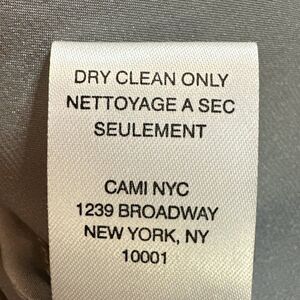 DRY CLEAN ONLY
NETTOYAGE A SEC
SEULEMENT
CAMI NYC
1239 BROADWAY
NEW YORK, NY
10001